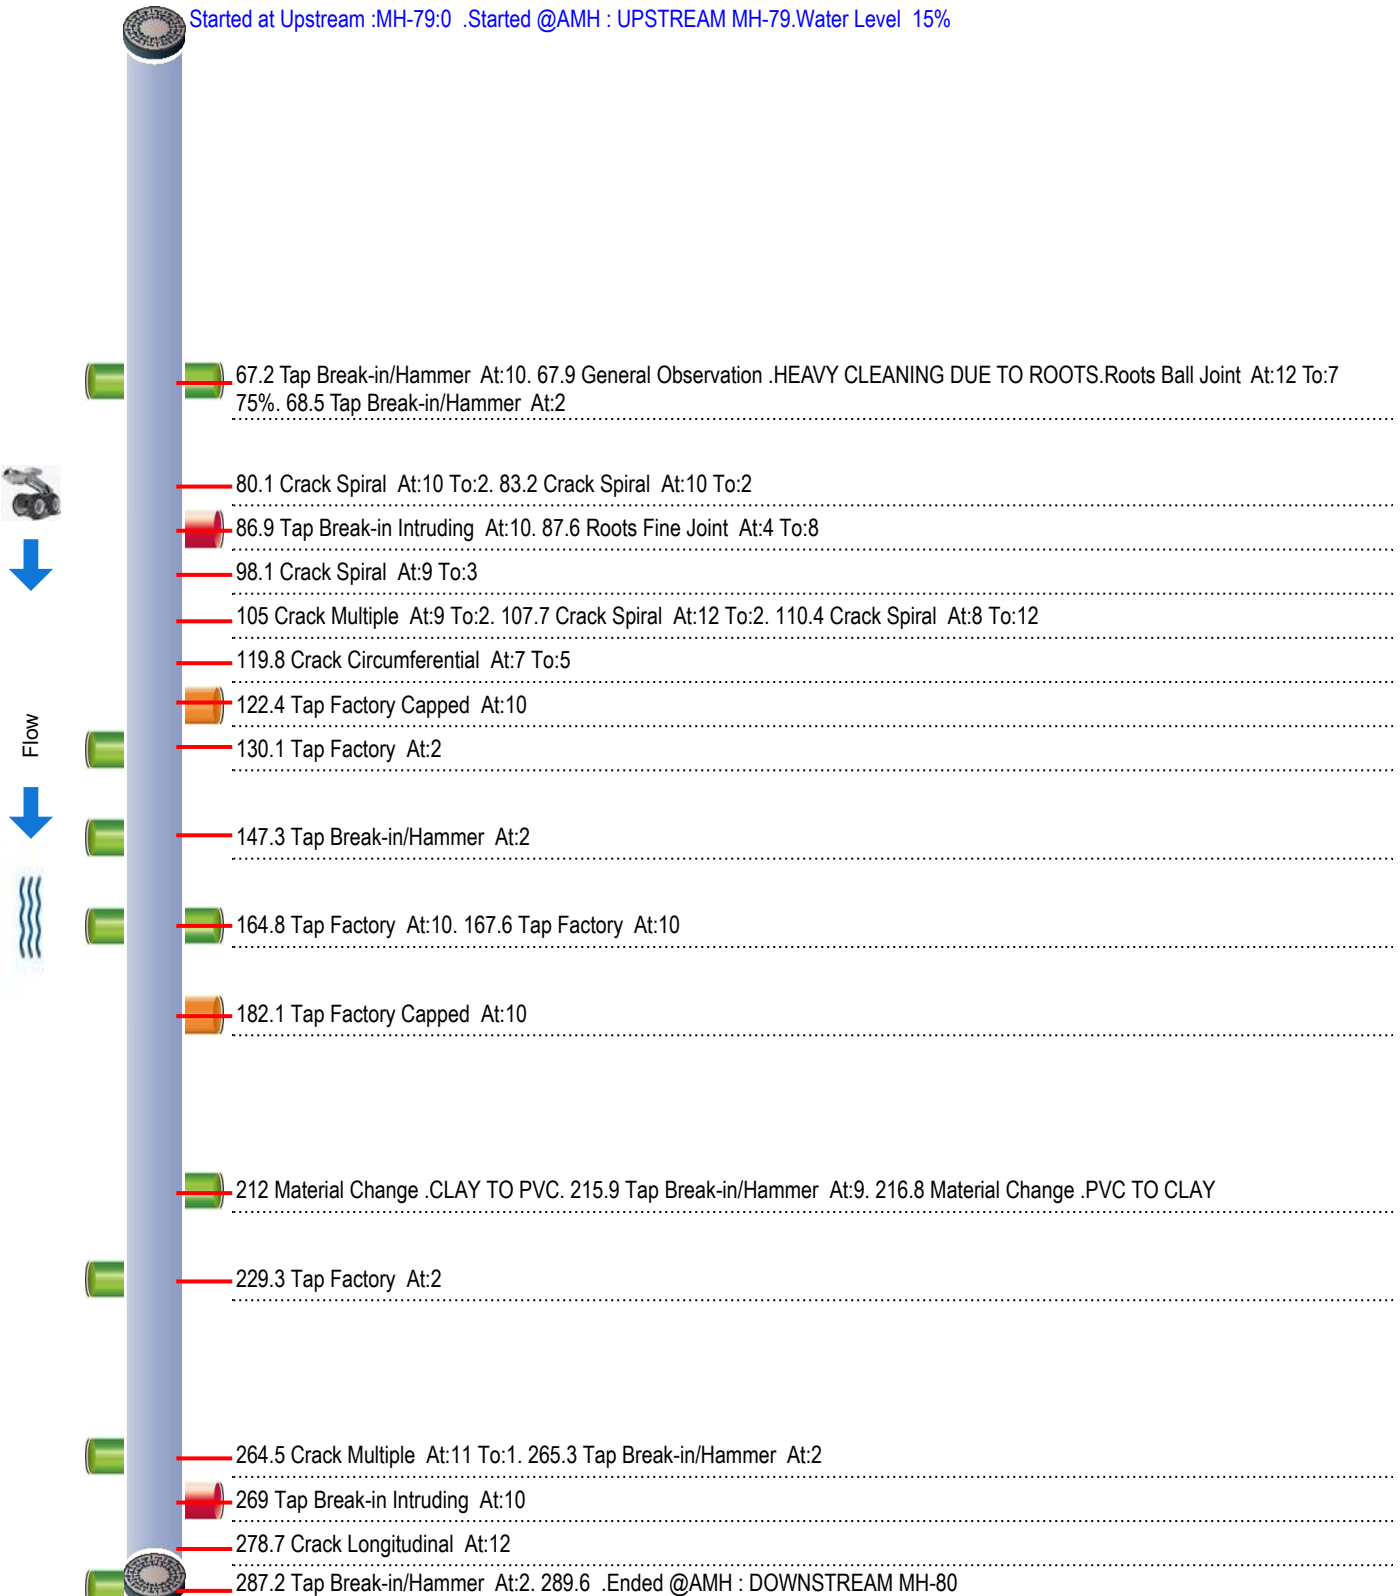 Started at Upstream :MH-79:0 .Started @AMH : UPSTREAM MH-79.Water Level 15%
67.2 Tap Break-in/Hammer At:10. 67.9 General Observation .HEAVY CLEANING DUE TO ROOTS.Roots Ball Joint At:12 To:7
75%. 68.5 Tap Break-in/Hammer At:2
80.1 Crack Spiral At:10 To:2. 83.2 Crack Spiral At:10 To:2
86.9 Tap Break-in Intruding At:10. 87.6 Roots Fine Joint At:4 To:8
98.1 Crack Spiral At:9 To:3
105 Crack Multiple At:9 To:2. 107.7 Crack Spiral At:12 To:2. 110.4 Crack Spiral At:8 To:12
119.8 Crack Circumferential At:7 To:5
122.4 Tap Factory Capped At:10
Flow
130.1 Tap Factory At:2
147.3 Tap Break-in/Hammer At:2
164.8 Tap Factory At:10. 167.6 Tap Factory At:10
182.1 Tap Factory Capped At:10
212 Material Change .CLAY TO PVC. 215.9 Tap Break-in/Hammer At:9. 216.8 Material Change .PVC TO CLAY
229.3 Tap Factory At:2
264.5 Crack Multiple At:11 To:1. 265.3 Tap Break-in/Hammer At:2
269 Tap Break-in Intruding At:10
278.7 Crack Longitudinal At:12
287.2 Tap Break-in/Hammer At:2. 289.6 .Ended @AMH : DOWNSTREAM MH-80